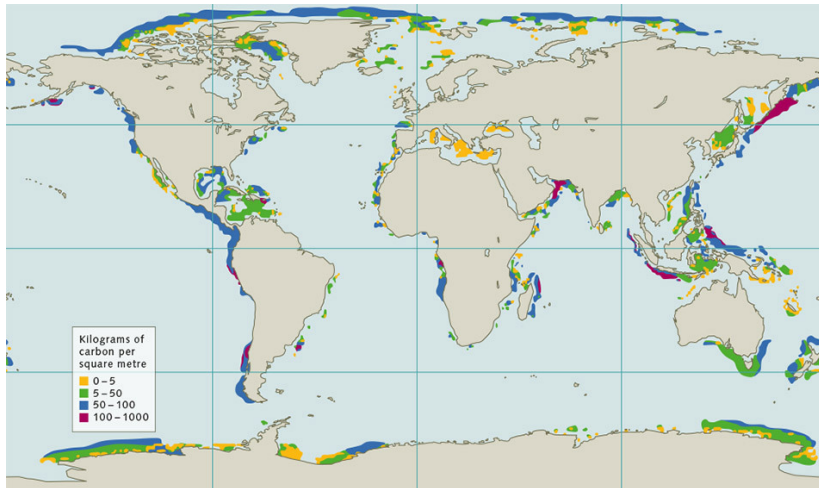 Kilograms of
carbon per
square metre
0–5
5–50
50–100
100–1000